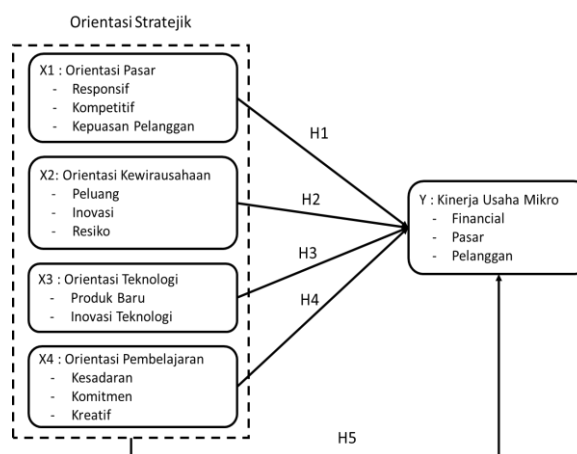 Orientasi Stratejik
X1 : Orientasi Pasar
- Responsif
- Kompetitif
- Kepuasan Pelanggan
X2: Orientasi Kewirausahaan
- Peluang
- Inovasi
- Resiko
X3 : Orientasi Teknologi
- Produk Baru
- Inovasi Teknologi
X4 : Orientasi Pembelajaran
- Kesadaran
- Komitmen
- Kreatif
H1
H2
H3
H4
Y : Kinerja Usaha Mikro
- Financial
- Pasar
- Pelanggan
H5